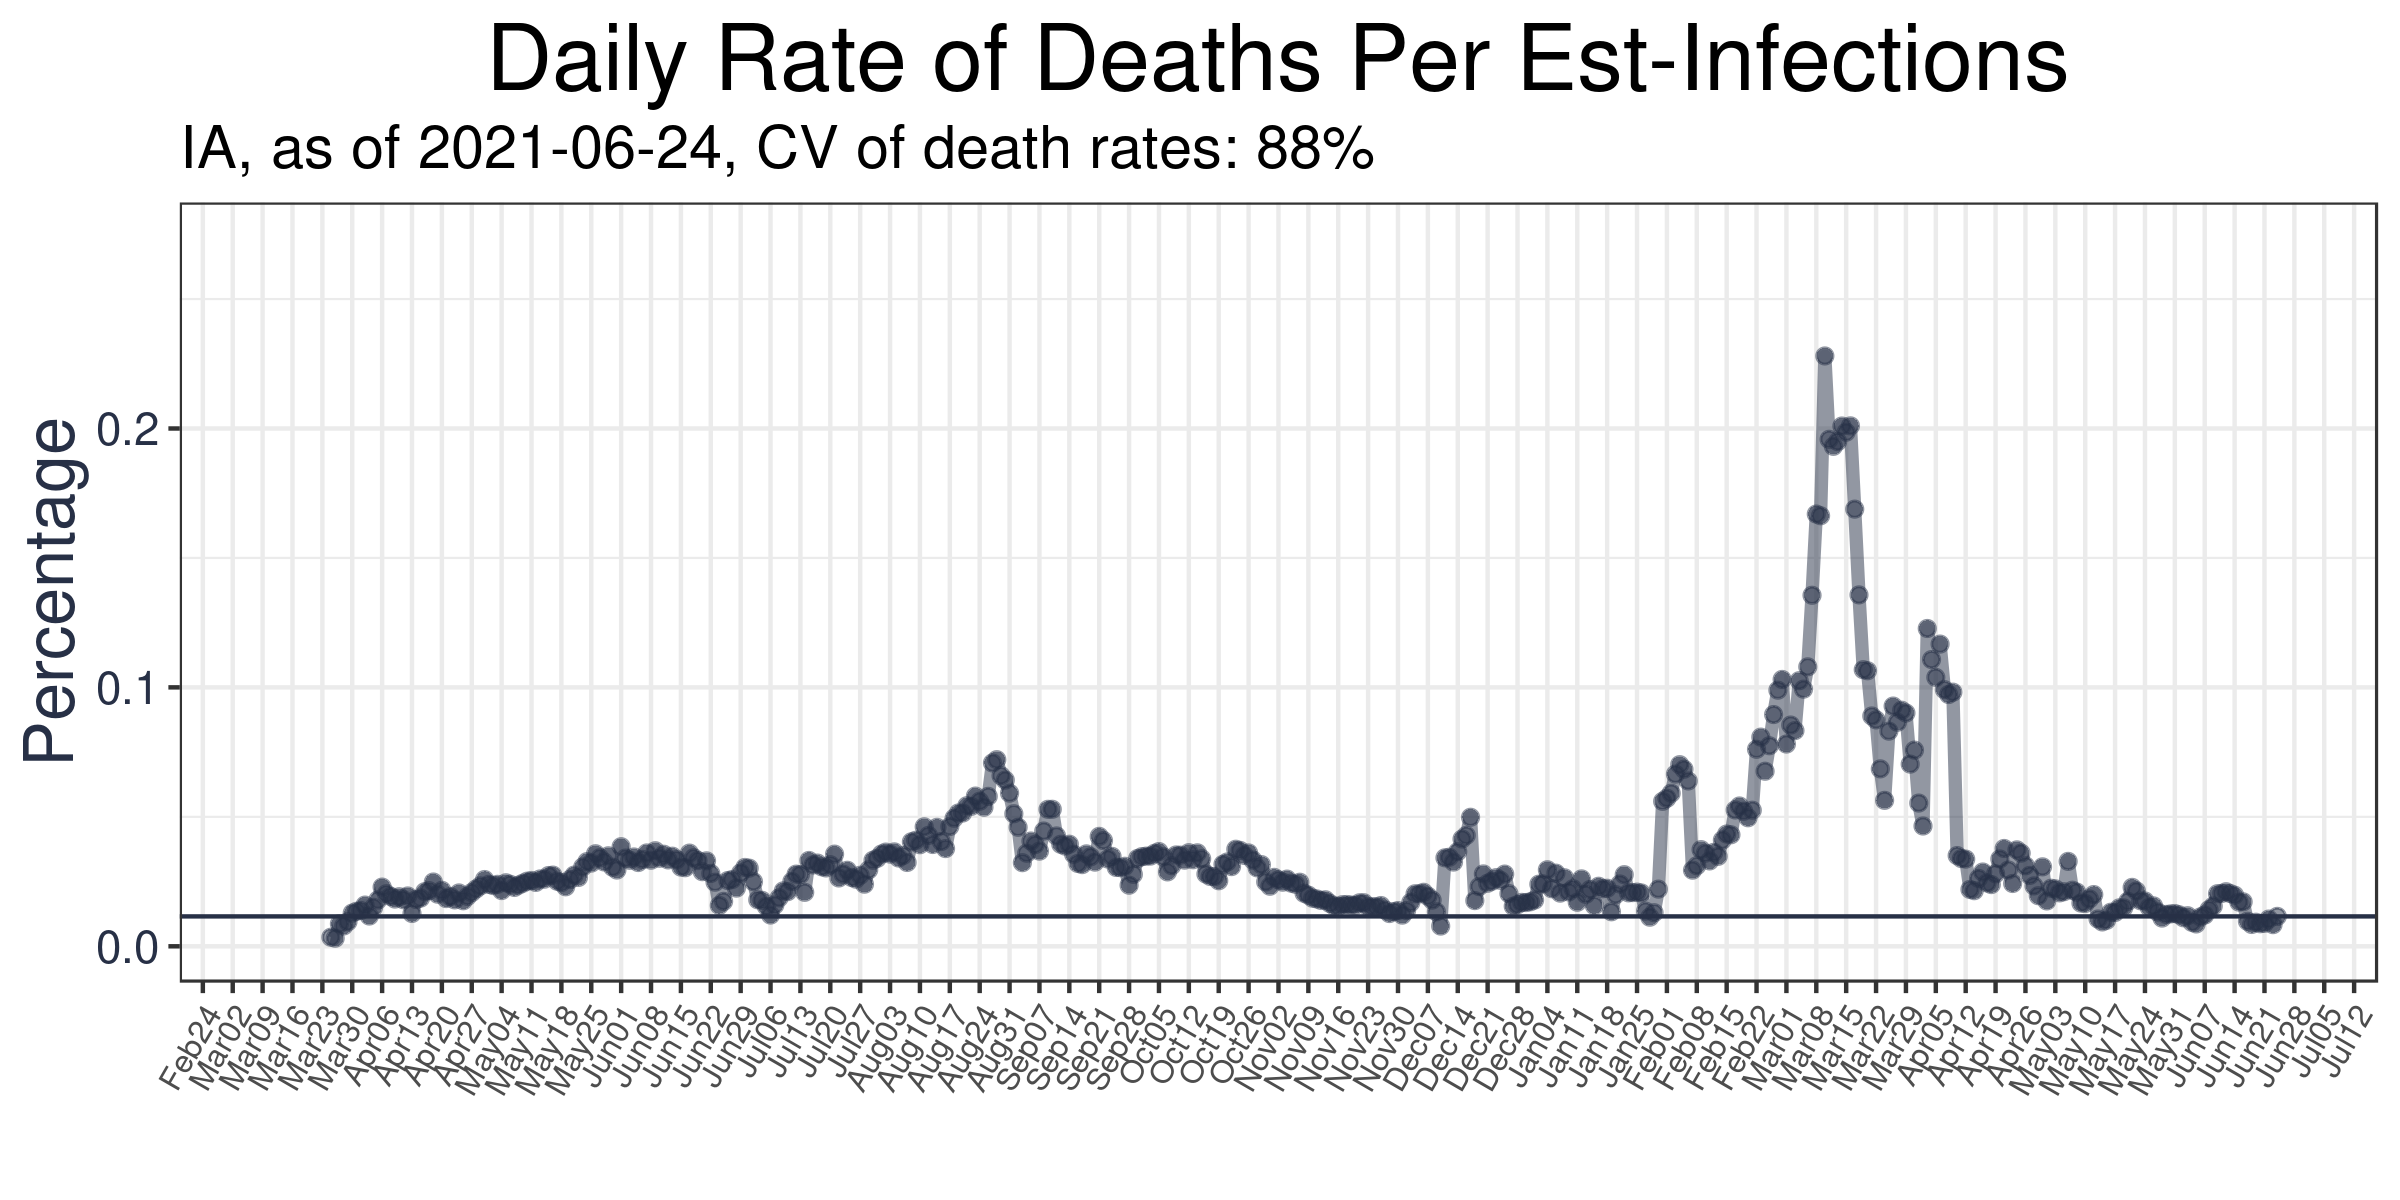 Daily Rate of Deaths Per Est-Infections
IA, as of 2021-06-24, CV of death rates: 88%
Percentage
0.2
0.1
0.0
Feb24
Mar02
Mar09
Mar16
Mar23
Mar30
Apr06
Apr13
Apr20
Apr27
May04
May11
May18
May25
Jun01
Jun08
Jun15
Jun22
Jun29
Jul06
Jul13
Jul20
Jul27
Aug03
Aug10
Aug17
Aug24
Aug31
Sep07
Sep14
Sep21
Sep28
Oct05
Oct12
Oct19
Oct26
Nov02
Nov09
Nov16
Nov23
Nov30
Dec07
Dec14
Dec21
Dec28
Jan04
Jan11
Jan18
Jan25
Feb01
Feb08
Feb15
Feb22
Mar01
Mar08
Mar15
Mar22
Mar29
Apr05
Apr12
Apr19
Apr26
May03
May10
May17
May24
May31
Jun07
Jun14
Jun21
Jun28
Jul05
Jul12